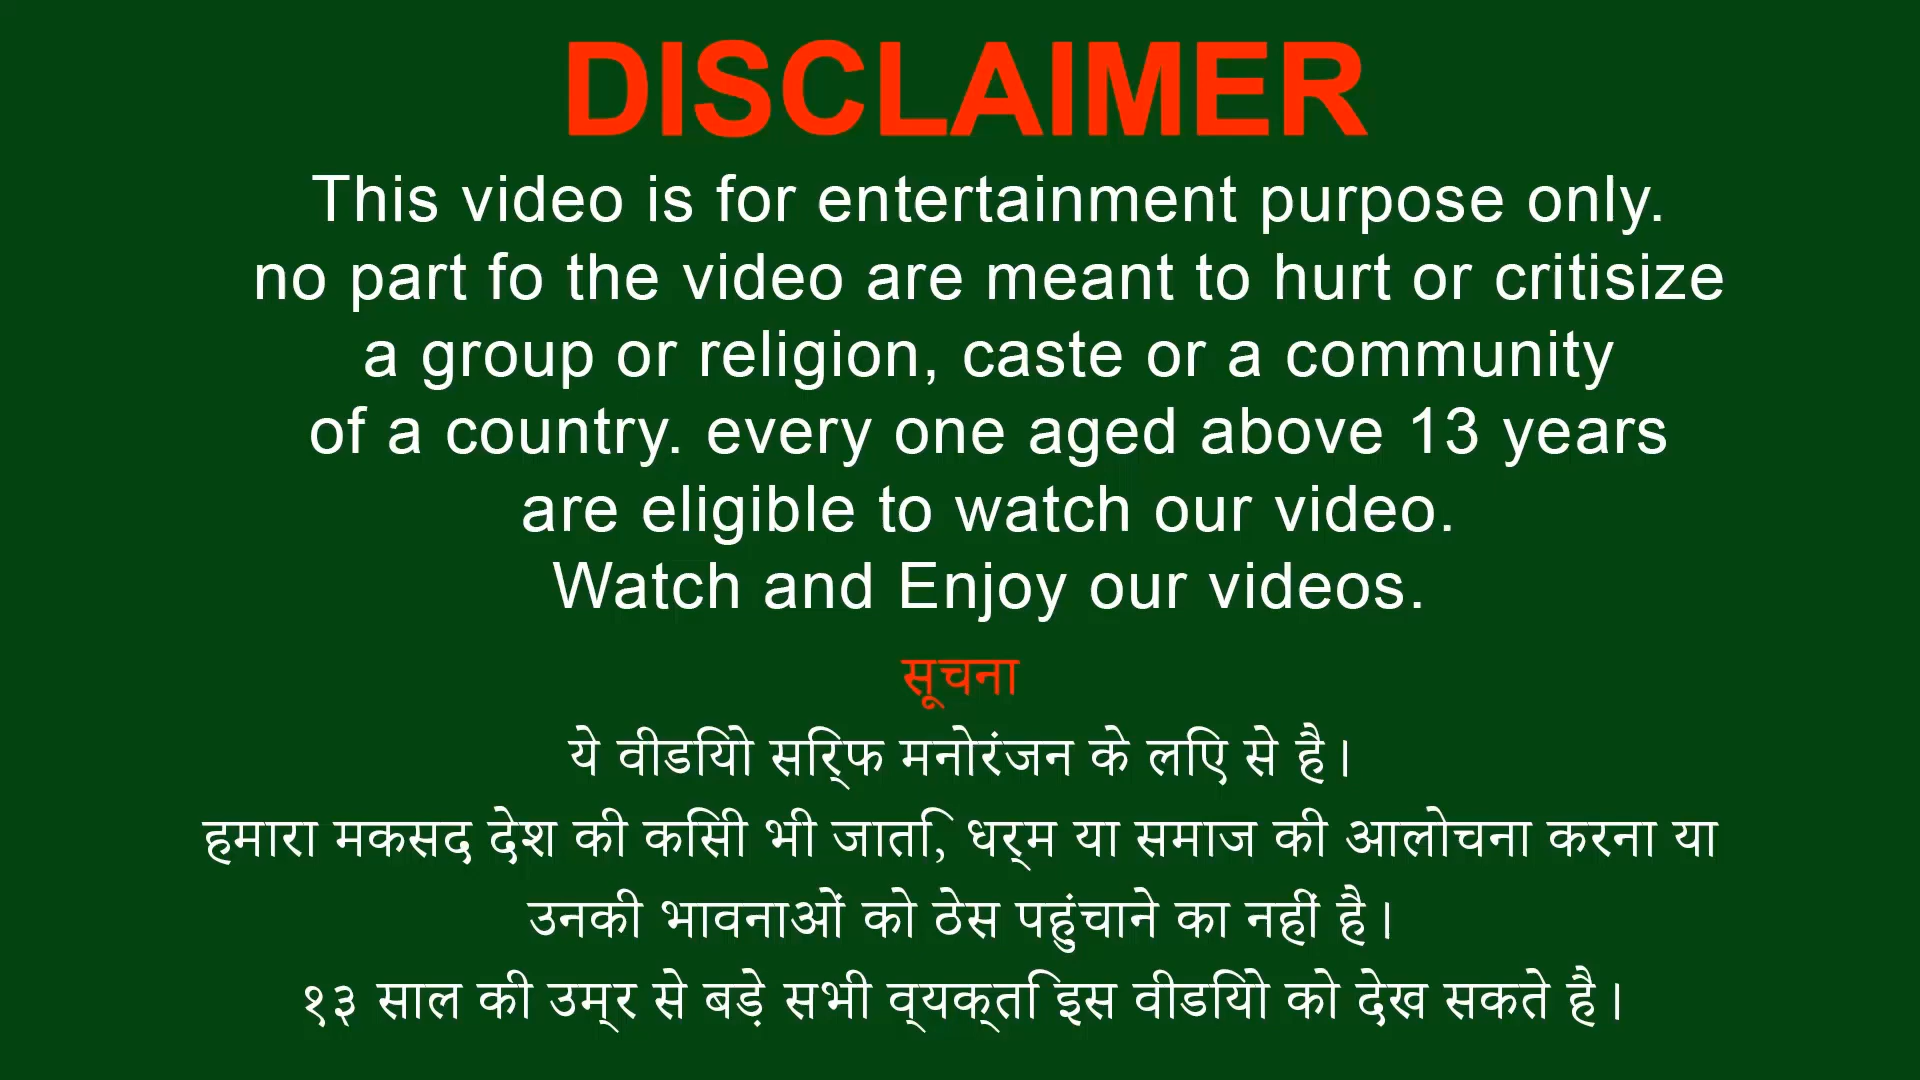 DISCLAIMER
This video is for entertainment purpose only.
no part fo the video are meant to hurt or critisize
a group or religion, caste or a community
of a country. every one aged above 13 years
are eligible to watch our video.
Watch and Enjoy our videos.
सूचना
ये वीडियो सिर्फ मनोरंजन के लिए से है।
हमारा मकसद देश की किसी भी जाति, धर्म या समाज की आलोचना करना या
उनकी भावनाओं को ठेस पहुंचाने का नहीं है।
१३ साल की उम्र से बड़े सभी व्यक्ति इस वीडियो को देख सकते है।